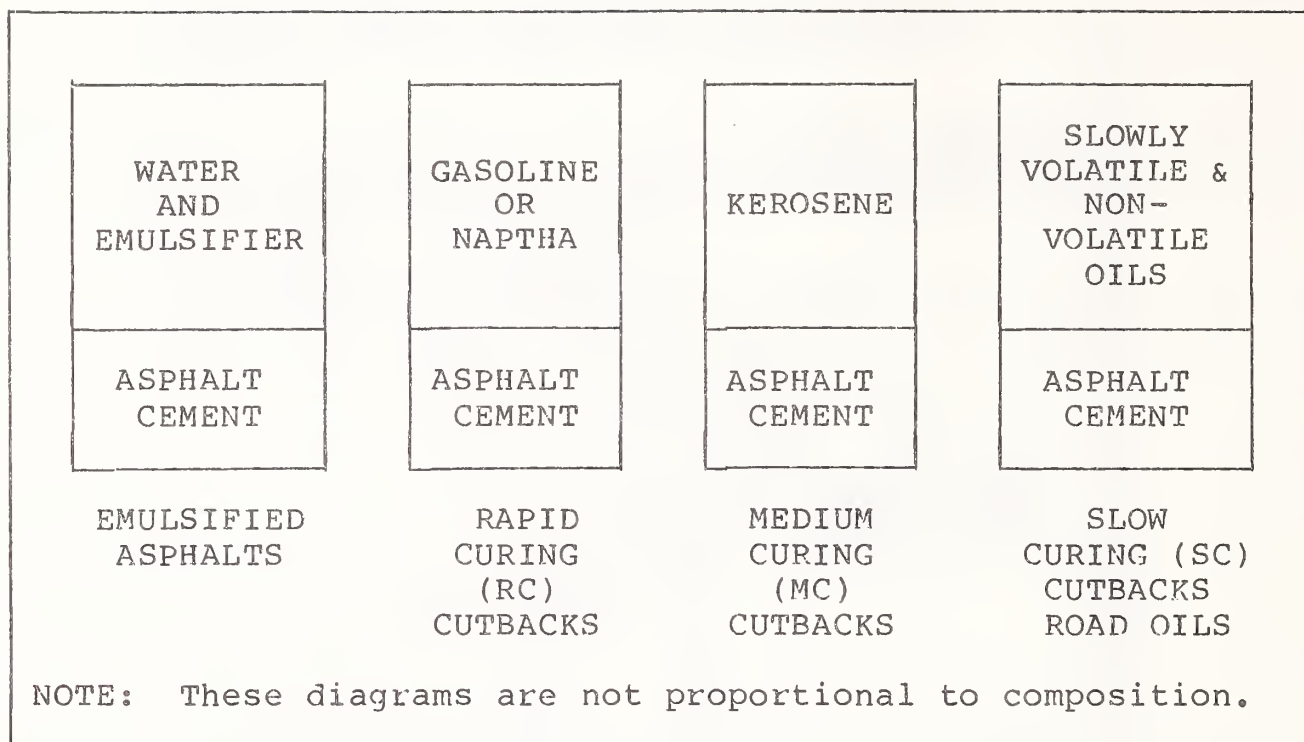 WATER
AND
EMULSIFIER
GASOLINE
OR
NAPTHA
KEROSENE
SLOWLY
VOLATILE &
NON-
VOLATILE
OILS
ASPHALT
CEMENT
ASPHALT
CEMENT
ASPHALT
CEMENT
ASPHALT
CEMENT
EMULSIFIED
ASPHALTS
RAPID
CURING
(RC)
CUTBACKS
MEDIUM
CURING
(MC)
CUTBACKS
SLOW
CURING (SC)
CUTBACKS
ROAD OILS
NOTE: These diagrams are not proportional to composition.